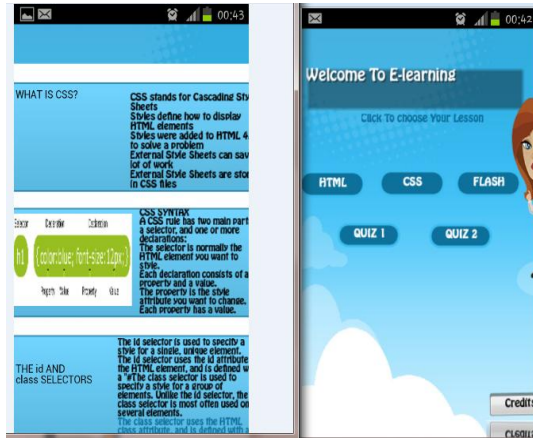 00:43
WHAT IS CSS?
CSS stands for Cascading Sty
Sheets
Styles define how to display
HTML elements
Styles were added to HTML 4.
to solve a problem
External Style Sheets can sav
lot of work
External Style Sheets are stor
in CSS files
Selector Declaration Declaration
h1 {color:blue; font-size:12px;}
Property Value Property Value
CSS SYNTAX
A CSS rule has two main part
a selector, and one or more
declarations:
The selector is normally the
HTML element you want to
style.
Each declaration consists of a
property and a value.
The property is the style
attribute you want to change.
Each property has a value.
THE id AND
class SELECTORS
The id selector is used to specify a
style for a single, unique element.
The id selector uses the id attribute
the HTML element, and is defined w
a "#The class selector is used to
specify a style for a group of
elements. Unlike the id selector, the
class selector is most often used on
several elements.
The class selector uses the HTML
class attribute, and is defined with a
00:42
Welcome To E-learning
Click To choose Your Lesson
HTML
CSS
FLASH
QUIZ 1
QUIZ 2
Credits